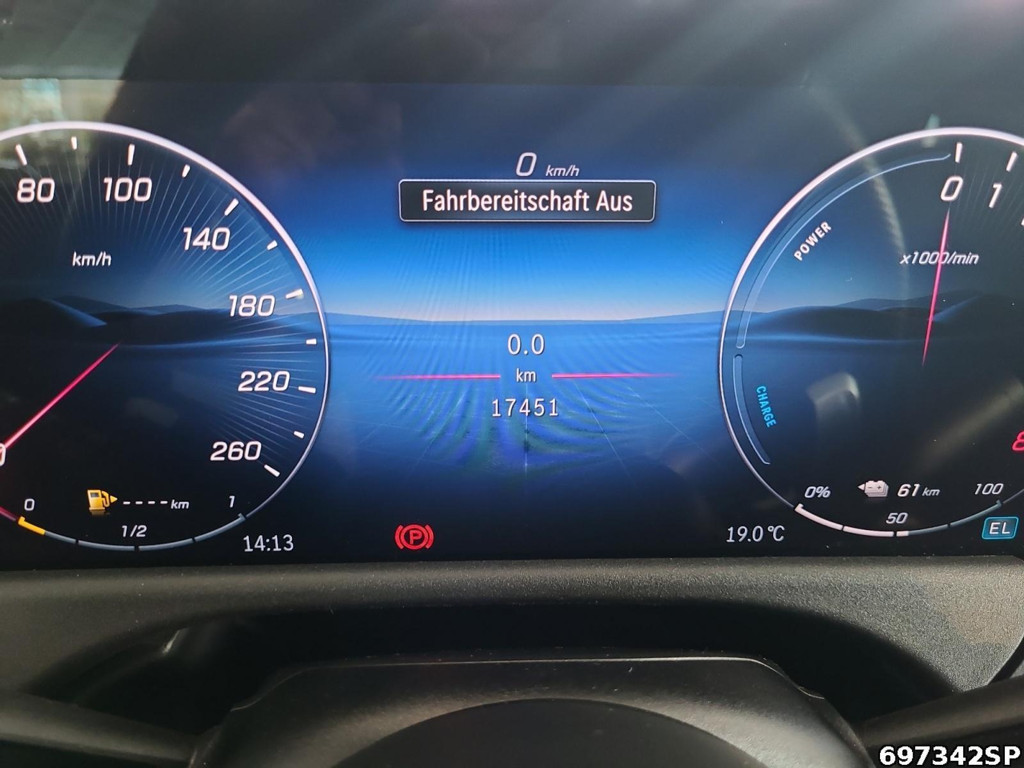 0 km/h
Fahrbereitschaft Aus
80
100
140
180
220
260
km/h
0
1
1/2
---- km
14:13
0.0
km
17451
P
19.0 °C
POWER
CHARGE
0
1
x1000/min
0%
61 km
100
50
EL
697342SP